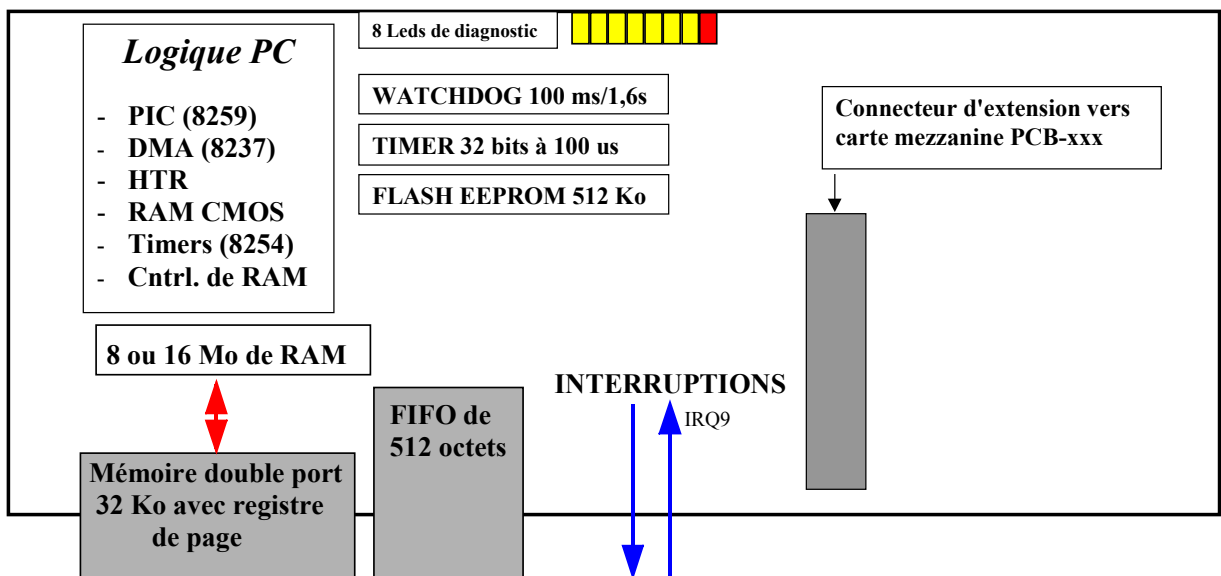 Logique PC
- PIC (8259)
- DMA (8237)
- HTR
- RAM CMOS
- Timers (8254)
- Cntrl. de RAM
8 Leds de diagnostic
WATCHDOG 100 ms/1,6s
TIMER 32 bits à 100 us
FLASH EEPROM 512 Ko
Connecteur d'extension vers
carte mezzanine PCB-xxx
8 ou 16 Mo de RAM
Mémoire double port
32 Ko avec registre
de page
FIFO de
512 octets
INTERRUPTIONS
IRQ9